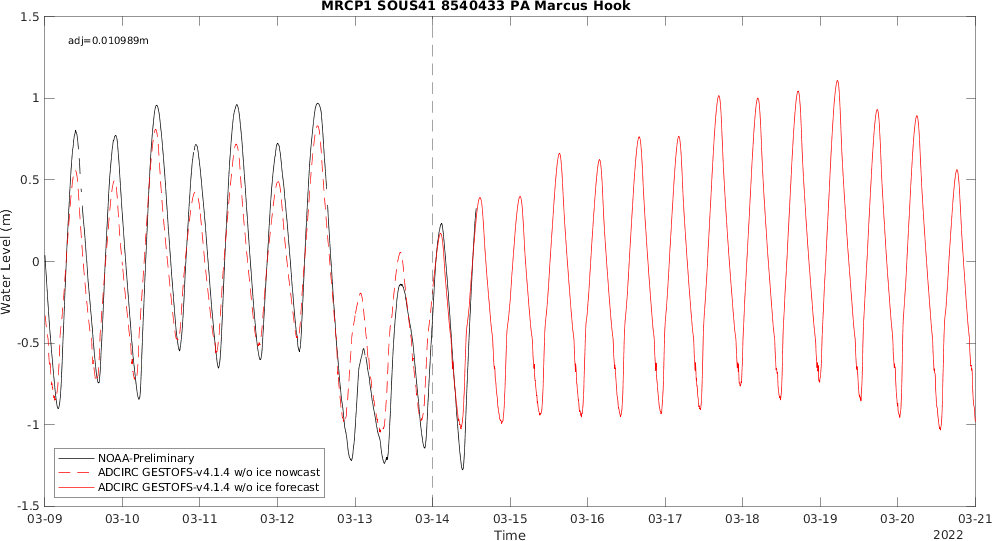 MRCP1 SOUS41 8540433 PA Marcus Hook
1.5
adj=0.010989m
1
0.5
0
-0.5
-1
-1.5
Water Level (m)
NOAA-Preliminary
ADCIRC GESTOFS-v4.1.4 w/o ice nowcast
ADCIRC GESTOFS-v4.1.4 w/o ice forecast
03-09 03-10 03-11 03-12 03-13 03-14 03-15 03-16 03-17 03-18 03-19 03-20 03-21
Time
2022